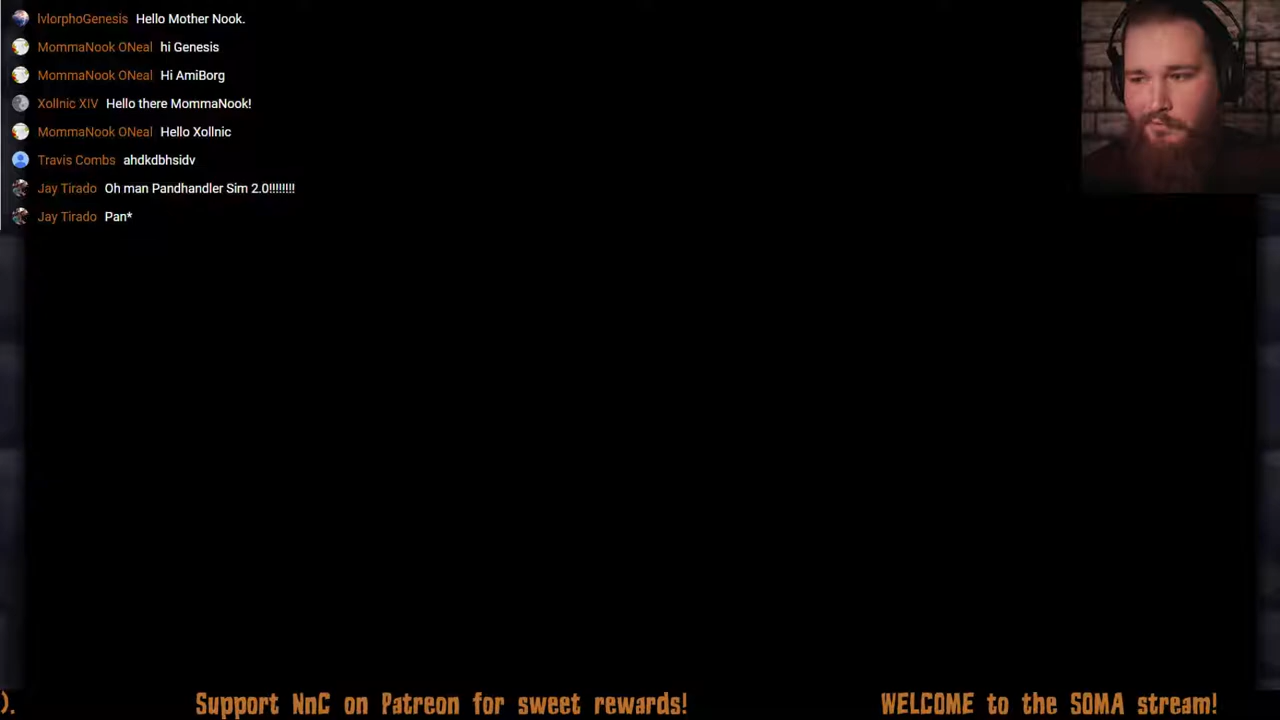 lvlorphoGenesis Hello Mother Nook.
MommaNook ONeal hi Genesis
MommaNook ONeal Hi AmiBorg
Xollnic XIV Hello there MommaNook!
MommaNook ONeal Hello Xollnic
Travis Combs ahdkdbhsidv
Jay Tirado Oh man Pandhandler Sim 2.0!!!!!!!!
Jay Tirado Pan*
). Support NnC on Patreon for sweet rewards! WELCOME to the SOMA stream!